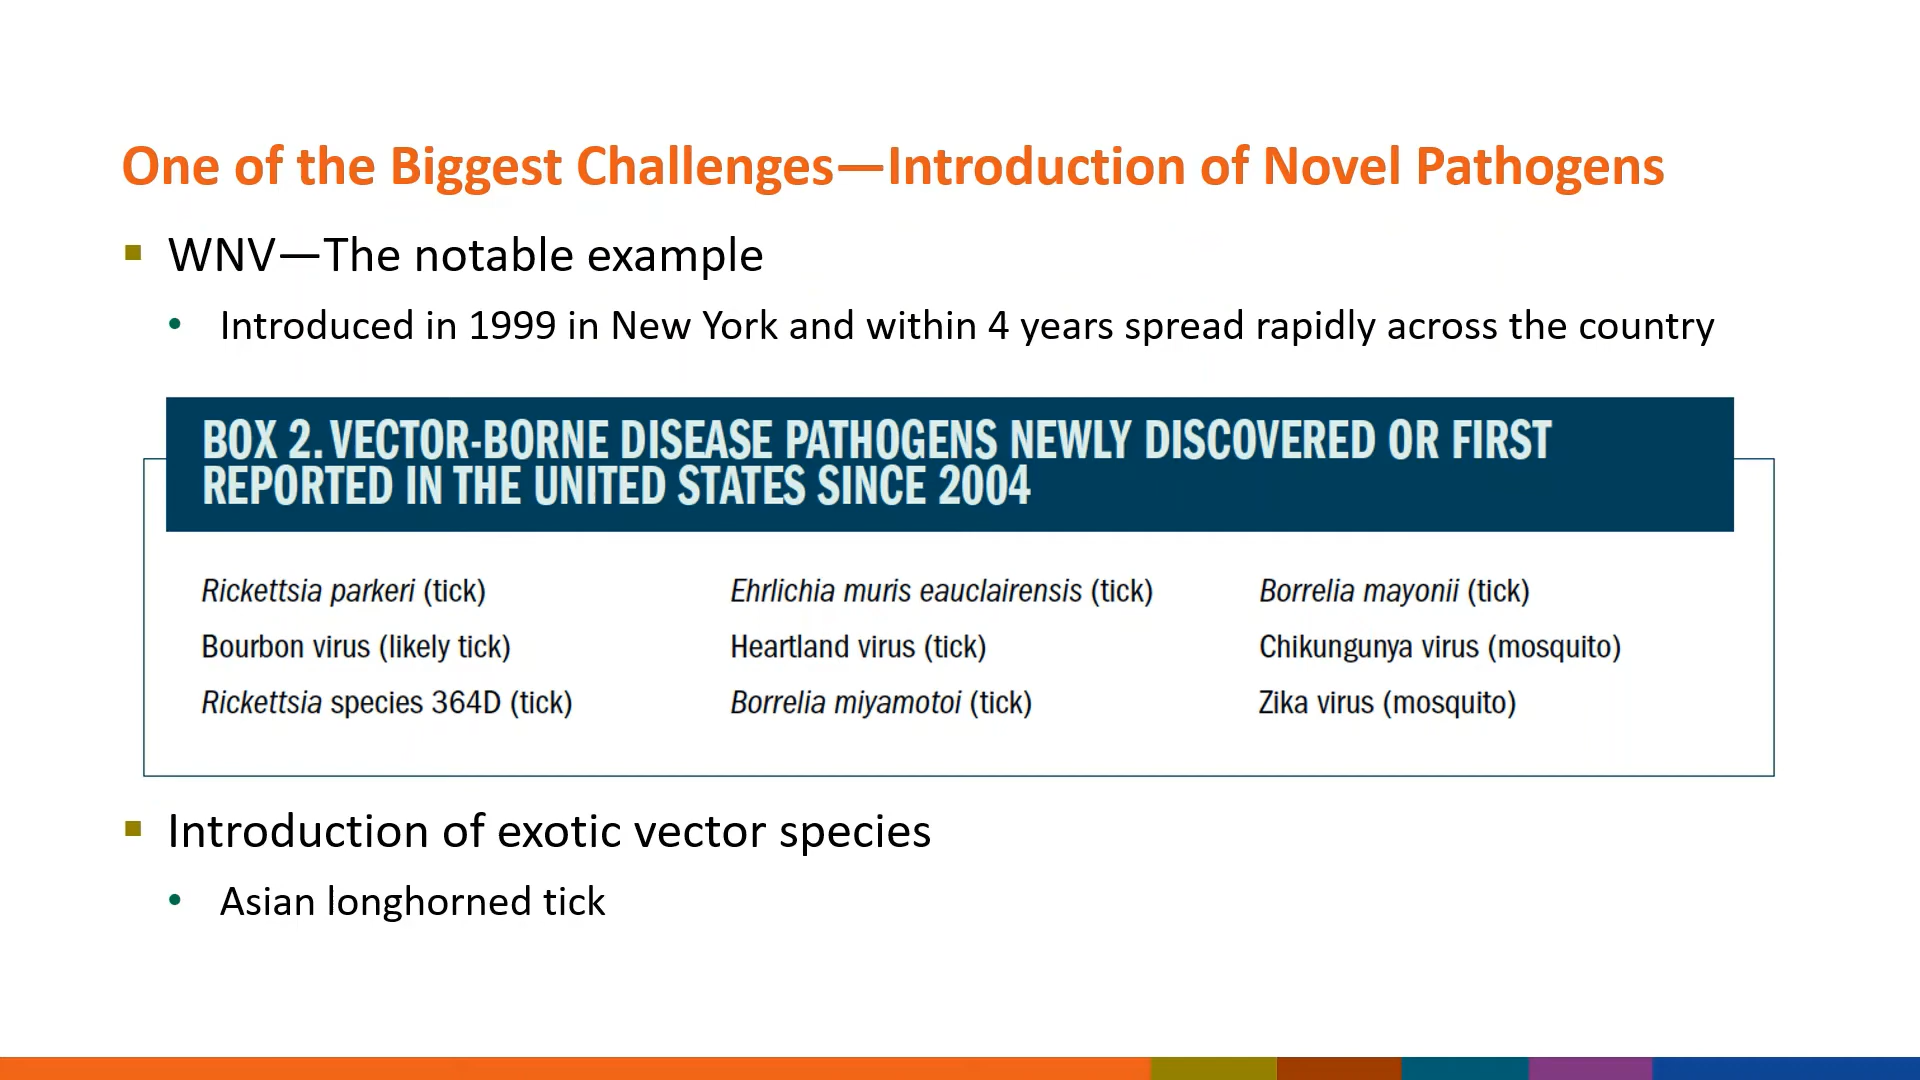 One of the Biggest Challenges—Introduction of Novel Pathogens
WNV—The notable example
Introduced in 1999 in New York and within 4 years spread rapidly across the country
BOX 2. VECTOR-BORNE DISEASE PATHOGENS NEWLY DISCOVERED OR FIRST
REPORTED IN THE UNITED STATES SINCE 2004
Rickettsia parkeri (tick)
Bourbon virus (likely tick)
Rickettsia species 364D (tick)
Ehrlichia muris eauclairensis (tick)
Heartland virus (tick)
Borrelia miyamotoi (tick)
Borrelia mayonii (tick)
Chikungunya virus (mosquito)
Zika virus (mosquito)
Introduction of exotic vector species
Asian longhorned tick